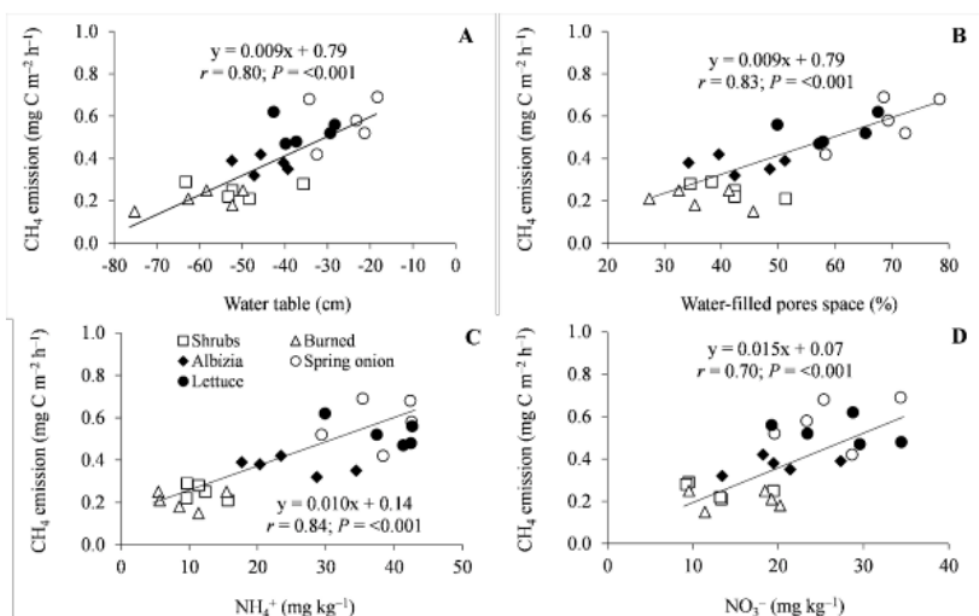 A
y = 0.009x + 0.79
r = 0.80; P = <0.001
CH₄ emission (mg C m⁻² h⁻¹)
1.0
0.8
0.6
0.4
0.2
0.0
-80 -70 -60 -50 -40 -30 -20 -10 0
Water table (cm)
B
y = 0.009x + 0.79
r = 0.83; P = <0.001
CH₄ emission (mg C m⁻² h⁻¹)
1.0
0.8
0.6
0.4
0.2
0.0
20 30 40 50 60 70 80
Water-filled pores space (%)
C
Shrubs Burned
Albizia Spring onion
Lettuce
y = 0.010x + 0.14
r = 0.84; P = <0.001
CH₄ emission (mg C m⁻² h⁻¹)
1.0
0.8
0.6
0.4
0.2
0.0
0 10 20 30 40 50
NH₄⁺ (mg kg⁻¹)
D
y = 0.015x + 0.07
r = 0.70; P = <0.001
CH₄ emission (mg C m⁻² h⁻¹)
1.0
0.8
0.6
0.4
0.2
0.0
0 10 20 30 40
NO₃⁻ (mg kg⁻¹)